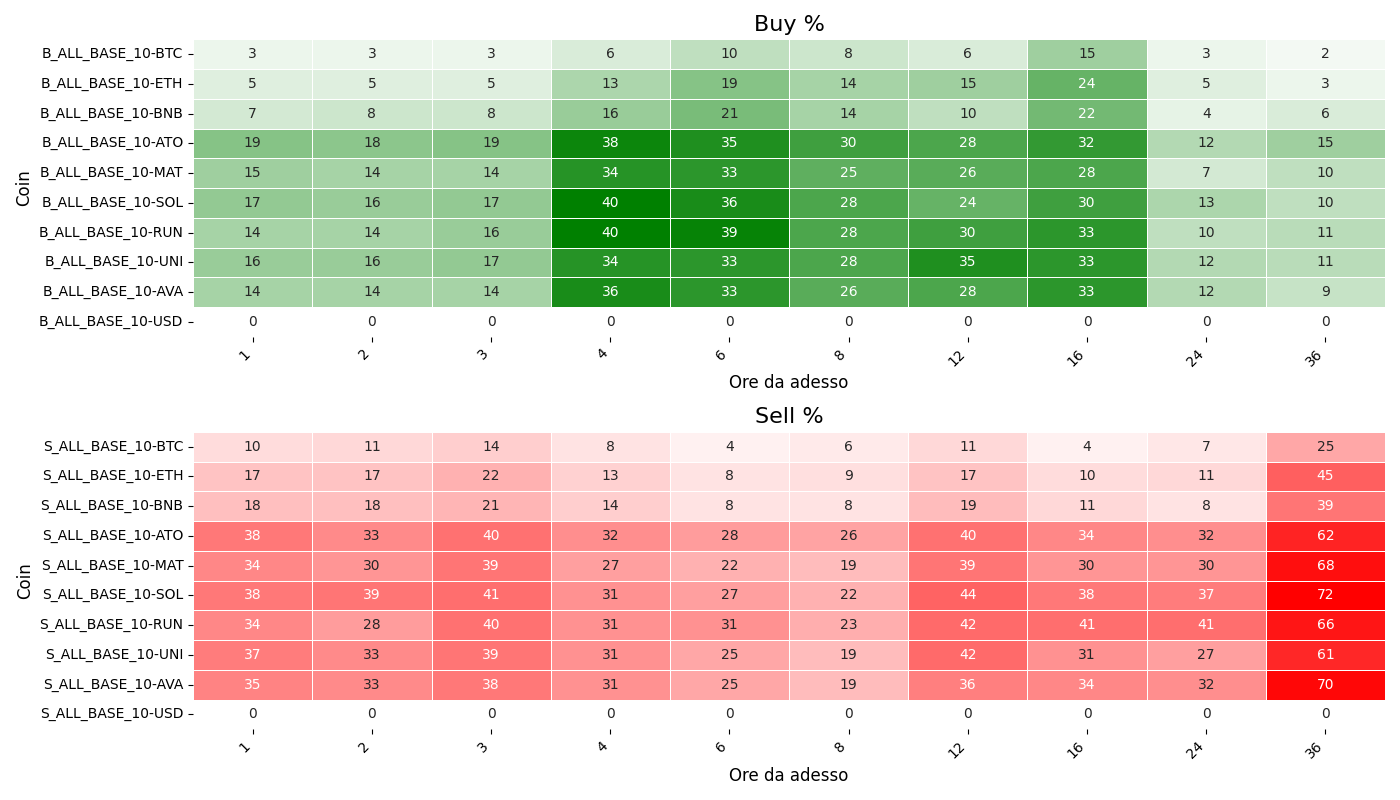 Buy %
Coin
B_ALL_BASE_10-BTC 3 3 3 6 10 8 6 15 3 2
B_ALL_BASE_10-ETH 5 5 5 13 19 14 15 24 5 3
B_ALL_BASE_10-BNB 7 8 8 16 21 14 10 22 4 6
B_ALL_BASE_10-ATO 19 18 19 38 35 30 28 32 12 15
B_ALL_BASE_10-MAT 15 14 14 34 33 25 26 28 7 10
B_ALL_BASE_10-SOL 17 16 17 40 36 28 24 30 13 10
B_ALL_BASE_10-RUN 14 14 16 40 39 28 30 33 10 11
B_ALL_BASE_10-UNI 16 16 17 34 33 28 35 33 12 11
B_ALL_BASE_10-AVA 14 14 14 36 33 26 28 33 12 9
B_ALL_BASE_10-USD 0 0 0 0 0 0 0 0 0 0
1 2 3 4 6 8 12 16 24 36
Ore da adesso
Sell %
Coin
S_ALL_BASE_10-BTC 10 11 14 8 4 6 11 4 7 25
S_ALL_BASE_10-ETH 17 17 22 13 8 9 17 10 11 45
S_ALL_BASE_10-BNB 18 18 21 14 8 8 19 11 8 39
S_ALL_BASE_10-ATO 38 33 40 32 28 26 40 34 32 62
S_ALL_BASE_10-MAT 34 30 39 27 22 19 39 30 30 68
S_ALL_BASE_10-SOL 38 39 41 31 27 22 44 38 37 72
S_ALL_BASE_10-RUN 34 28 40 31 31 23 42 41 41 66
S_ALL_BASE_10-UNI 37 33 39 31 25 19 42 31 27 61
S_ALL_BASE_10-AVA 35 33 38 31 25 19 36 34 32 70
S_ALL_BASE_10-USD 0 0 0 0 0 0 0 0 0 0
1 2 3 4 6 8 12 16 24 36
Ore da adesso